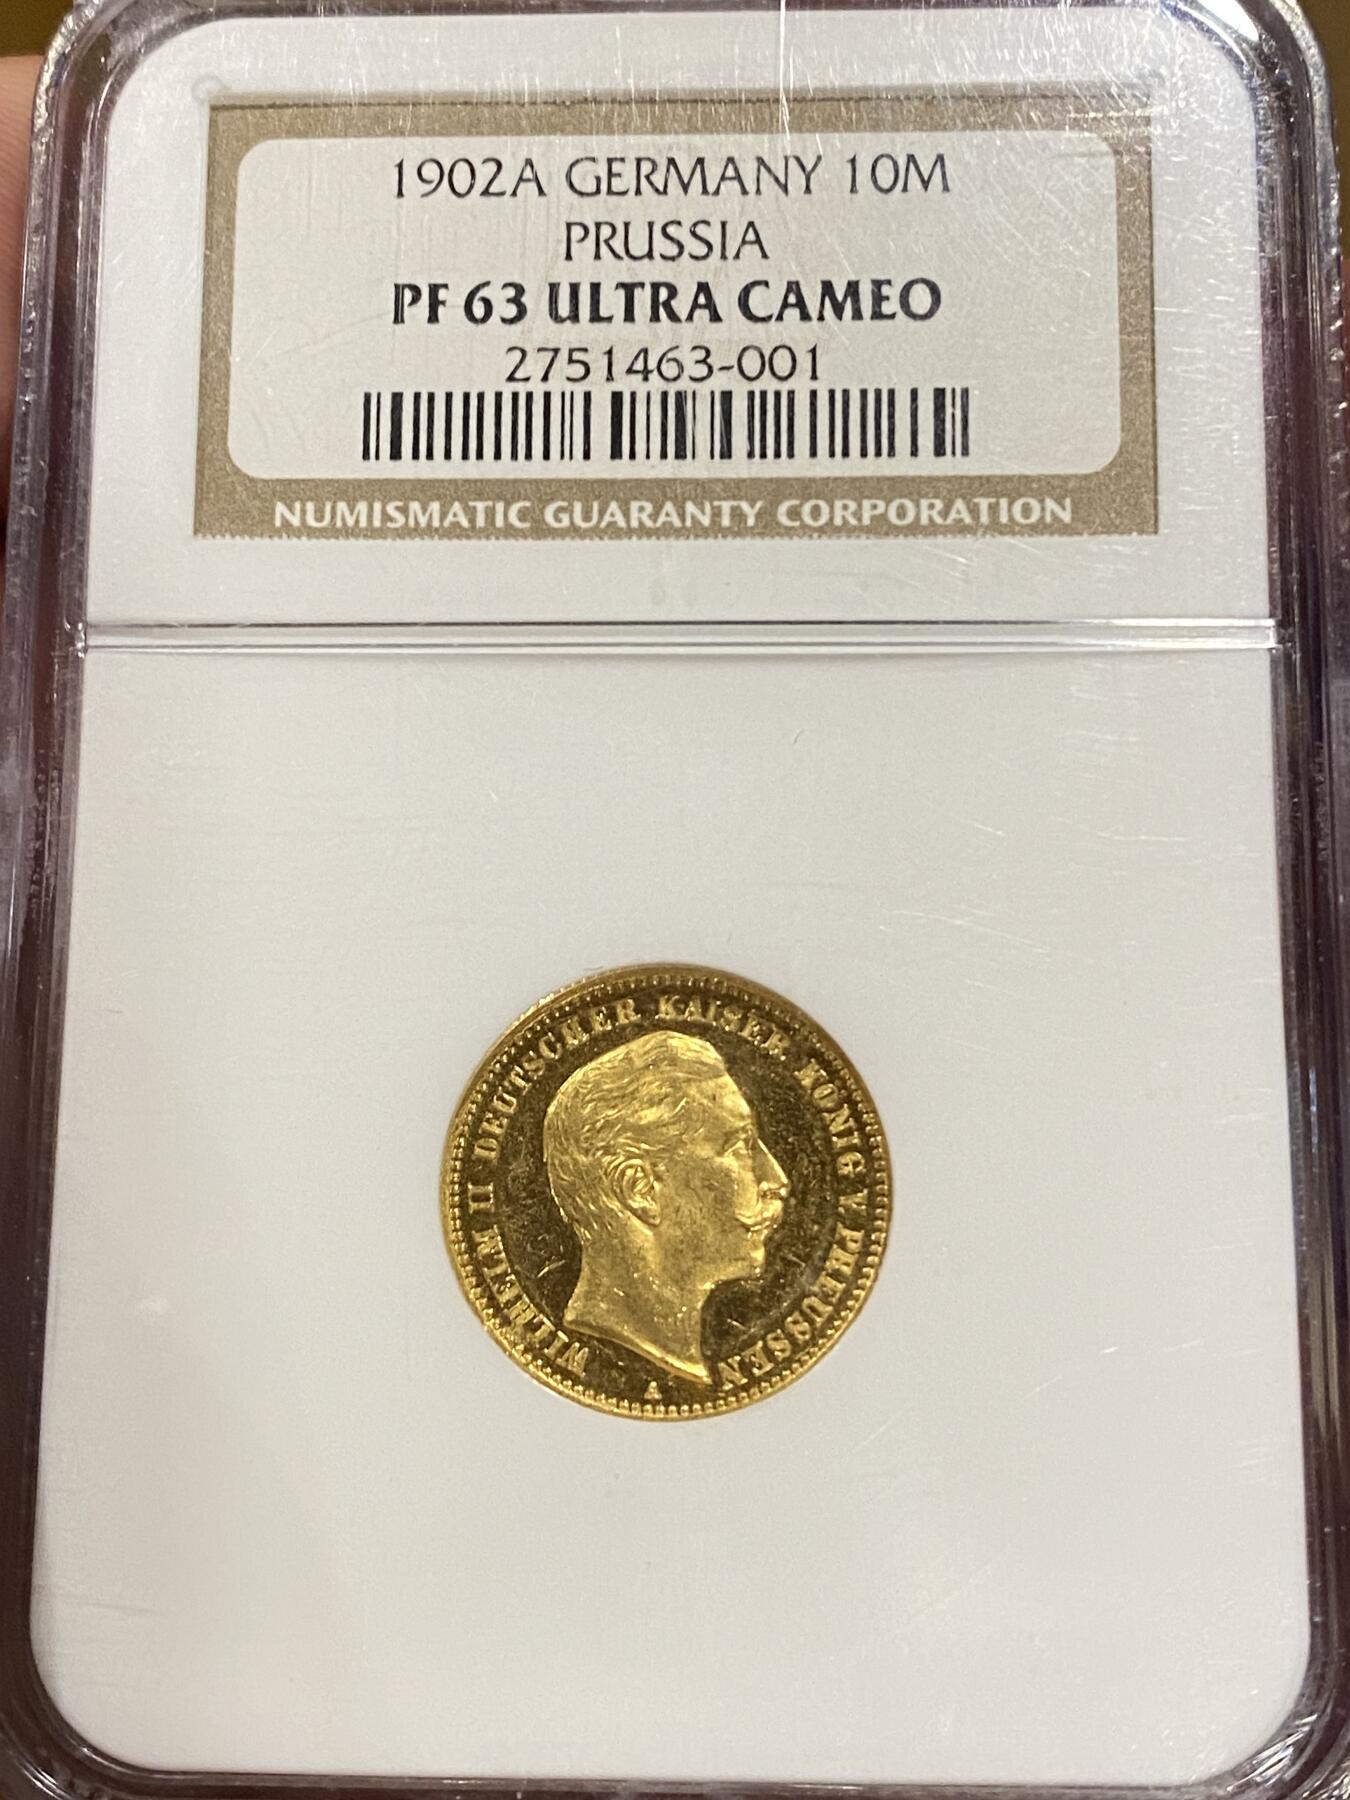 1902A GERMANY 10M
PRUSSIA
PF 63 ULTRA CAMEO
2751463-001
NUMISMATIC GUARANTY CORPORATION
WILHELM II DEUTSCHER KAISER KÖNIG V. PREUSSEN
A